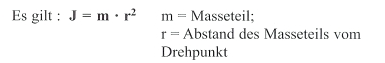 Es gilt : J = m · r² m = Masseteil;
r = Abstand des Masseteils vom
Drehpunkt